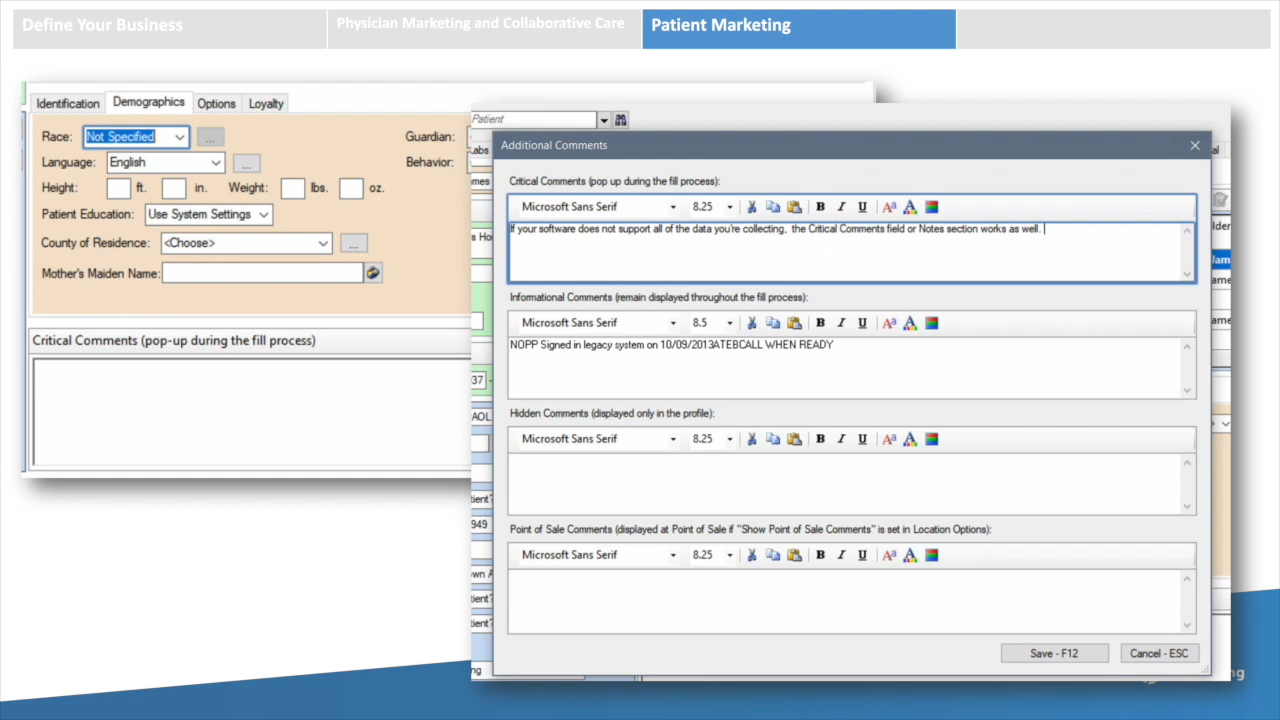 Define Your Business
Physician Marketing and Collaborative Care
Patient Marketing
Identification
Demographics
Options
Loyalty
Race:
Not Specified
...
Guardian:
Language:
English
...
Behavior:
Height:
ft.
in.
Weight:
lbs.
oz.
Patient Education:
Use System Settings
County of Residence:
<Choose>
...
Mother's Maiden Name:
Critical Comments (pop-up during the fill process)
Patient
Additional Comments
Critical Comments (pop up during the fill process):
Microsoft Sans Serif
8.25
B I U
If your software does not support all of the data you're collecting, the Critical Comments field or Notes section works as well.
Informational Comments (remain displayed throughout the fill process):
Microsoft Sans Serif
8.5
B I U
NOPP Signed in legacy system on 10/09/2013ATEBCALL WHEN READY
Hidden Comments (displayed only in the profile):
Microsoft Sans Serif
8.25
B I U
Point of Sale Comments (displayed at Point of Sale if "Show Point of Sale Comments" is set in Location Options):
Microsoft Sans Serif
8.25
B I U
Save - F12
Cancel - ESC